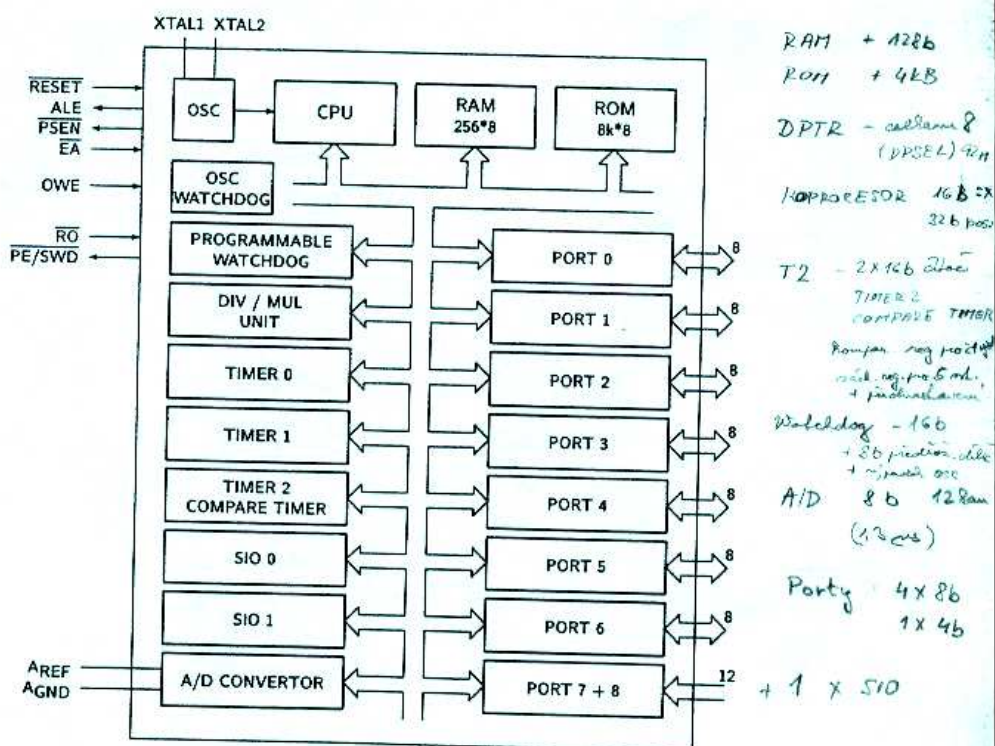 XTAL1 XTAL2
RESET
ALE
PSEN
EA
OWE
RO
PE/SWD
OSC
CPU
RAM
256*8
ROM
8k*8
OSC
WATCHDOG
PROGRAMMABLE
WATCHDOG
DIV / MUL
UNIT
TIMER 0
TIMER 1
TIMER 2
COMPARE TIMER
SIO 0
SIO 1
A/D CONVERTOR
AREF
AGND
PORT 0
8
PORT 1
8
PORT 2
8
PORT 3
8
PORT 4
8
PORT 5
8
PORT 6
8
PORT 7 + 8
12
RAM + 128b
ROM + 4kB
DPTR - 8
(DPSEL) 92H
KOPROCESOR 16b
32b
T2 - 2x16b
TIMER 2
COMPARE TIMER
Watchdog - 16b
+ 8b
A/D 8b
Porty 4x8b
1x4b
+ 1 x SIO